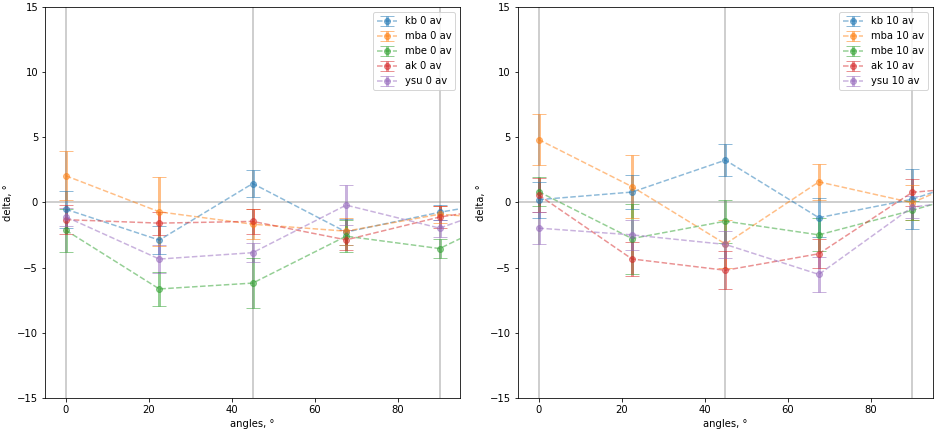 15
10
5
0
−5
−10
−15
delta, °
0
20
40
60
80
angles, °
kb 0 av
mba 0 av
mbe 0 av
ak 0 av
ysu 0 av
15
10
5
0
−5
−10
−15
delta, °
0
20
40
60
80
angles, °
kb 10 av
mba 10 av
mbe 10 av
ak 10 av
ysu 10 av